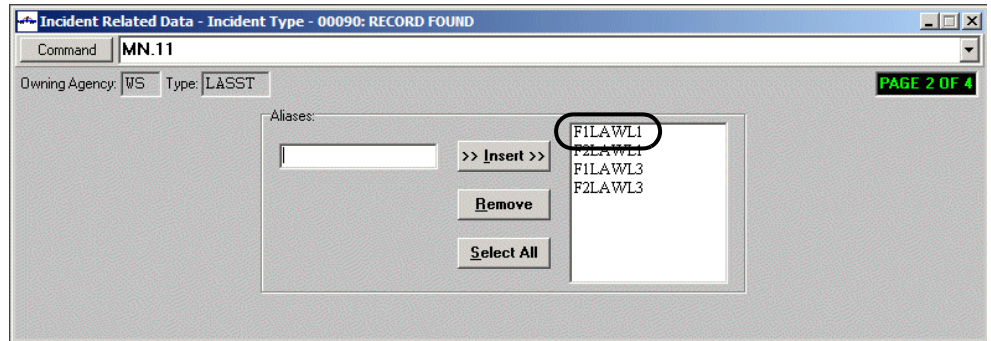 Incident Related Data - Incident Type - 00090: RECORD FOUND
Command MN.11
Owning Agency: WS Type: LASST PAGE 2 OF 4
Aliases:
F1LAWL1
>> Insert >> F2LAWL1
F1LAWL3
F2LAWL3
Remove
Select All